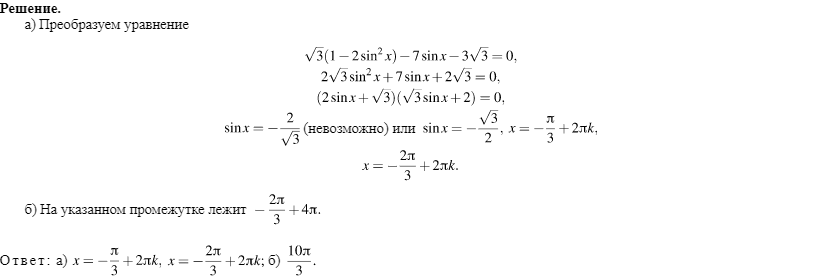 Решение.
а) Преобразуем уравнение
√3(1 − 2 sin² x) − 7 sin x − 3√3 = 0,
2√3 sin² x + 7 sin x + 2√3 = 0,
(2 sin x + √3)(√3 sin x + 2) = 0,
sin x = −2/√3 (невозможно) или sin x = −√3/2, x = −π/3 + 2πk,
x = −2π/3 + 2πk.
б) На указанном промежутке лежит −2π/3 + 4π.
Ответ: а) x = −π/3 + 2πk, x = −2π/3 + 2πk; б) 10π/3.